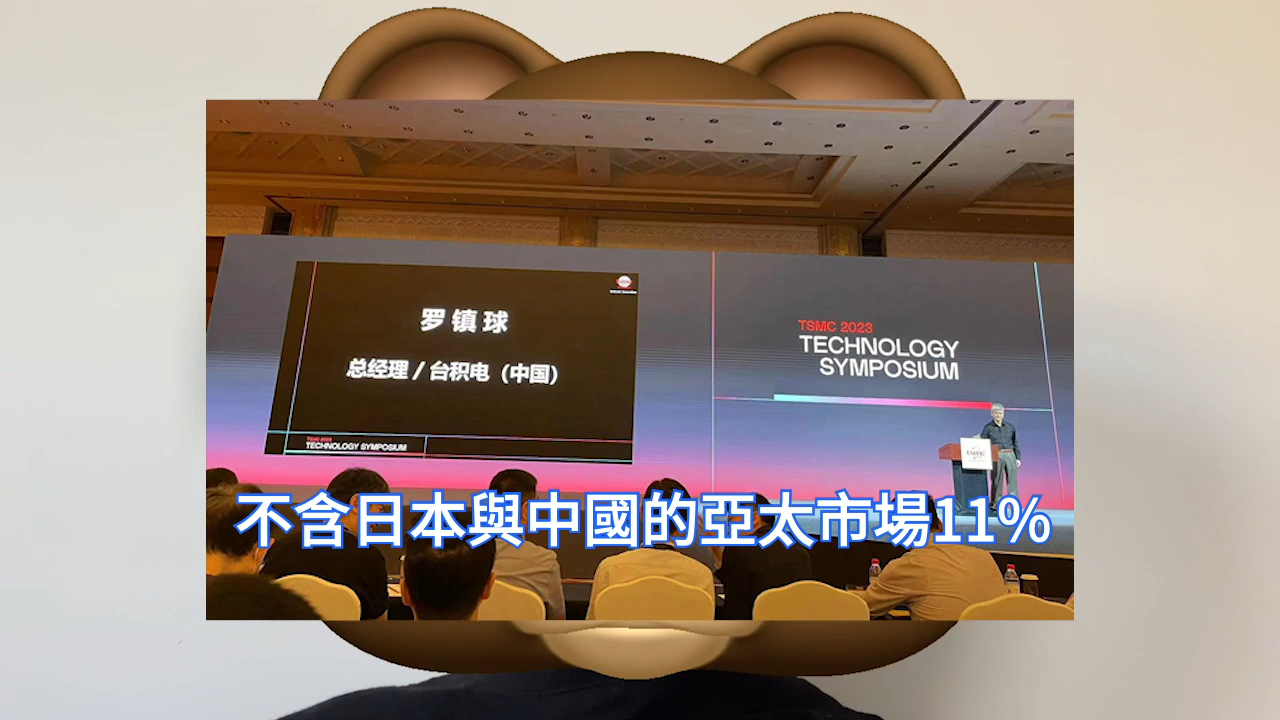 罗镇球
总经理 / 台积电（中国）
TSMC 2023
TECHNOLOGY SYMPOSIUM
TSMC 2023
TECHNOLOGY
SYMPOSIUM
不含日本與中國的亞太市場11%